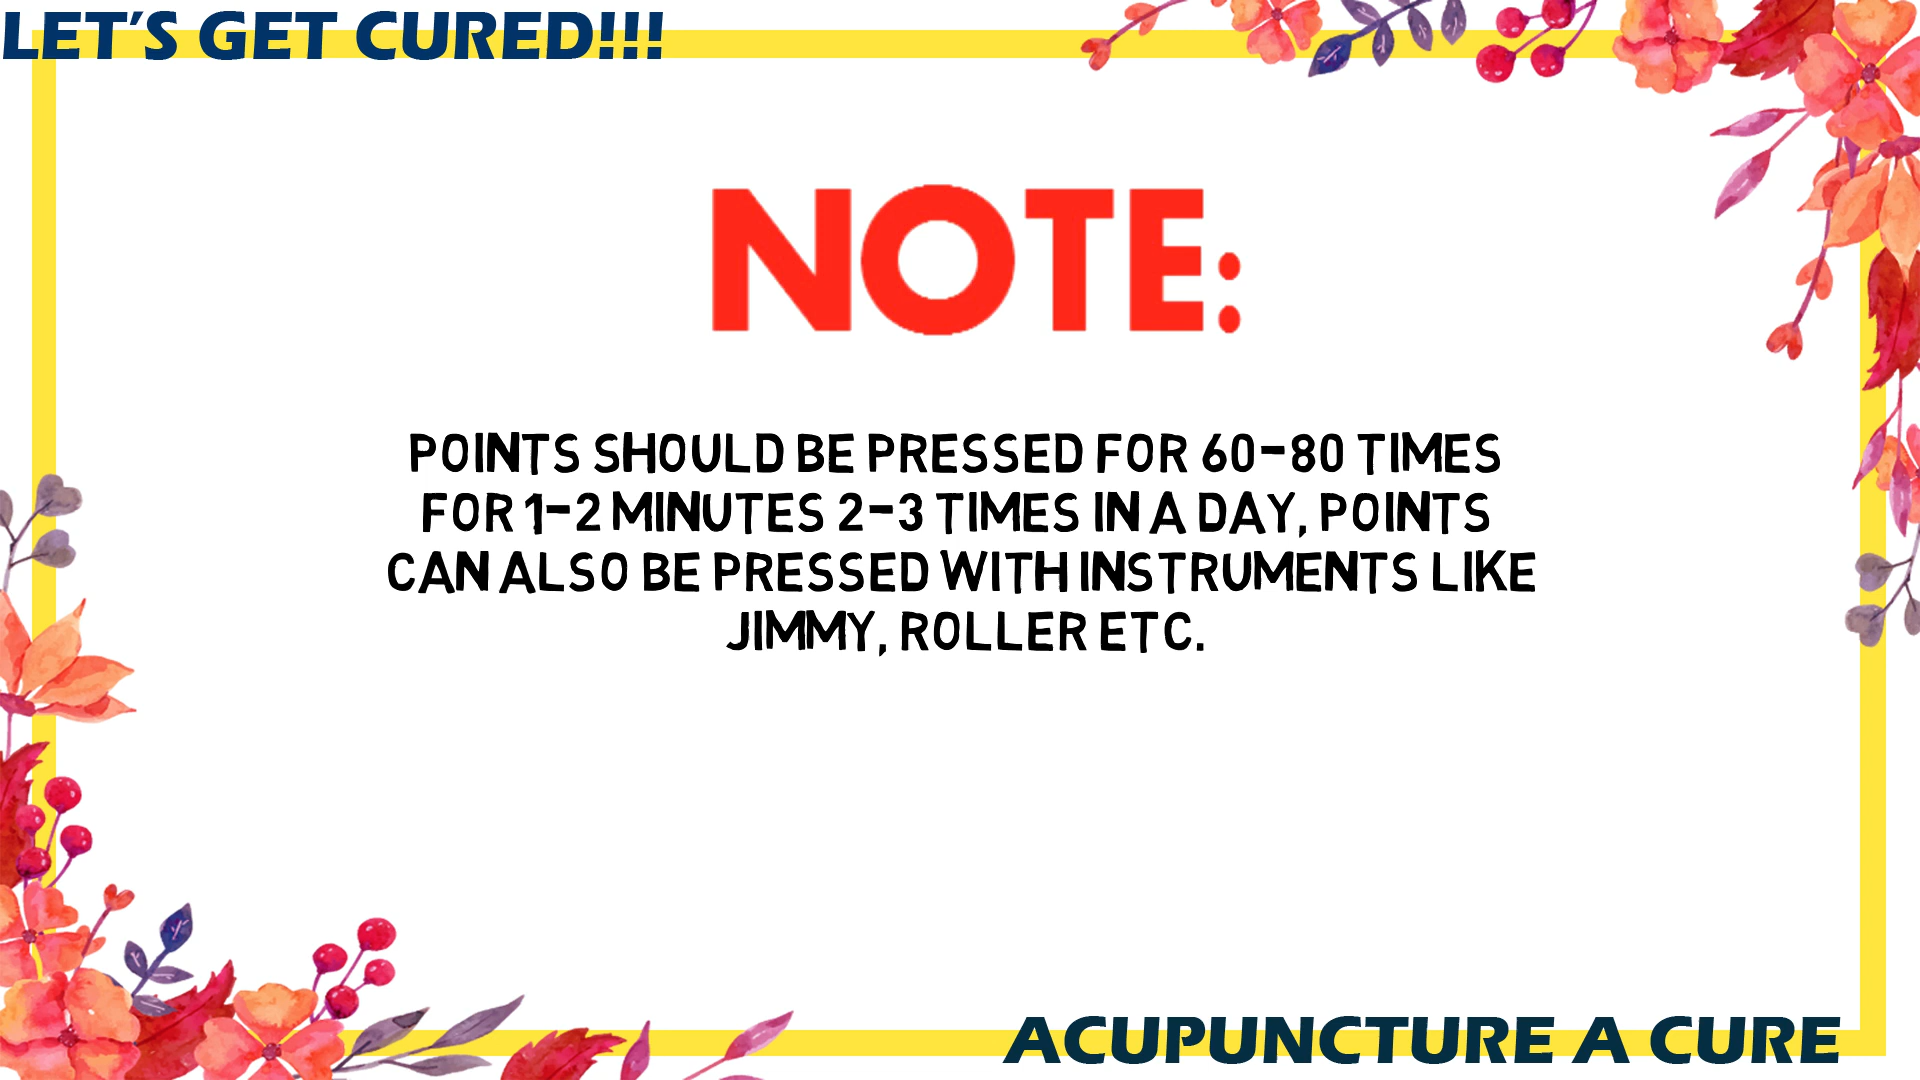 LET'S GET CURED!!!
NOTE:
POINTS SHOULD BE PRESSED FOR 60-80 TIMES
FOR 1-2 MINUTES 2-3 TIMES IN A DAY, POINTS
CAN ALSO BE PRESSED WITH INSTRUMENTS LIKE
JIMMY, ROLLER ETC.
ACUPUNCTURE A CURE